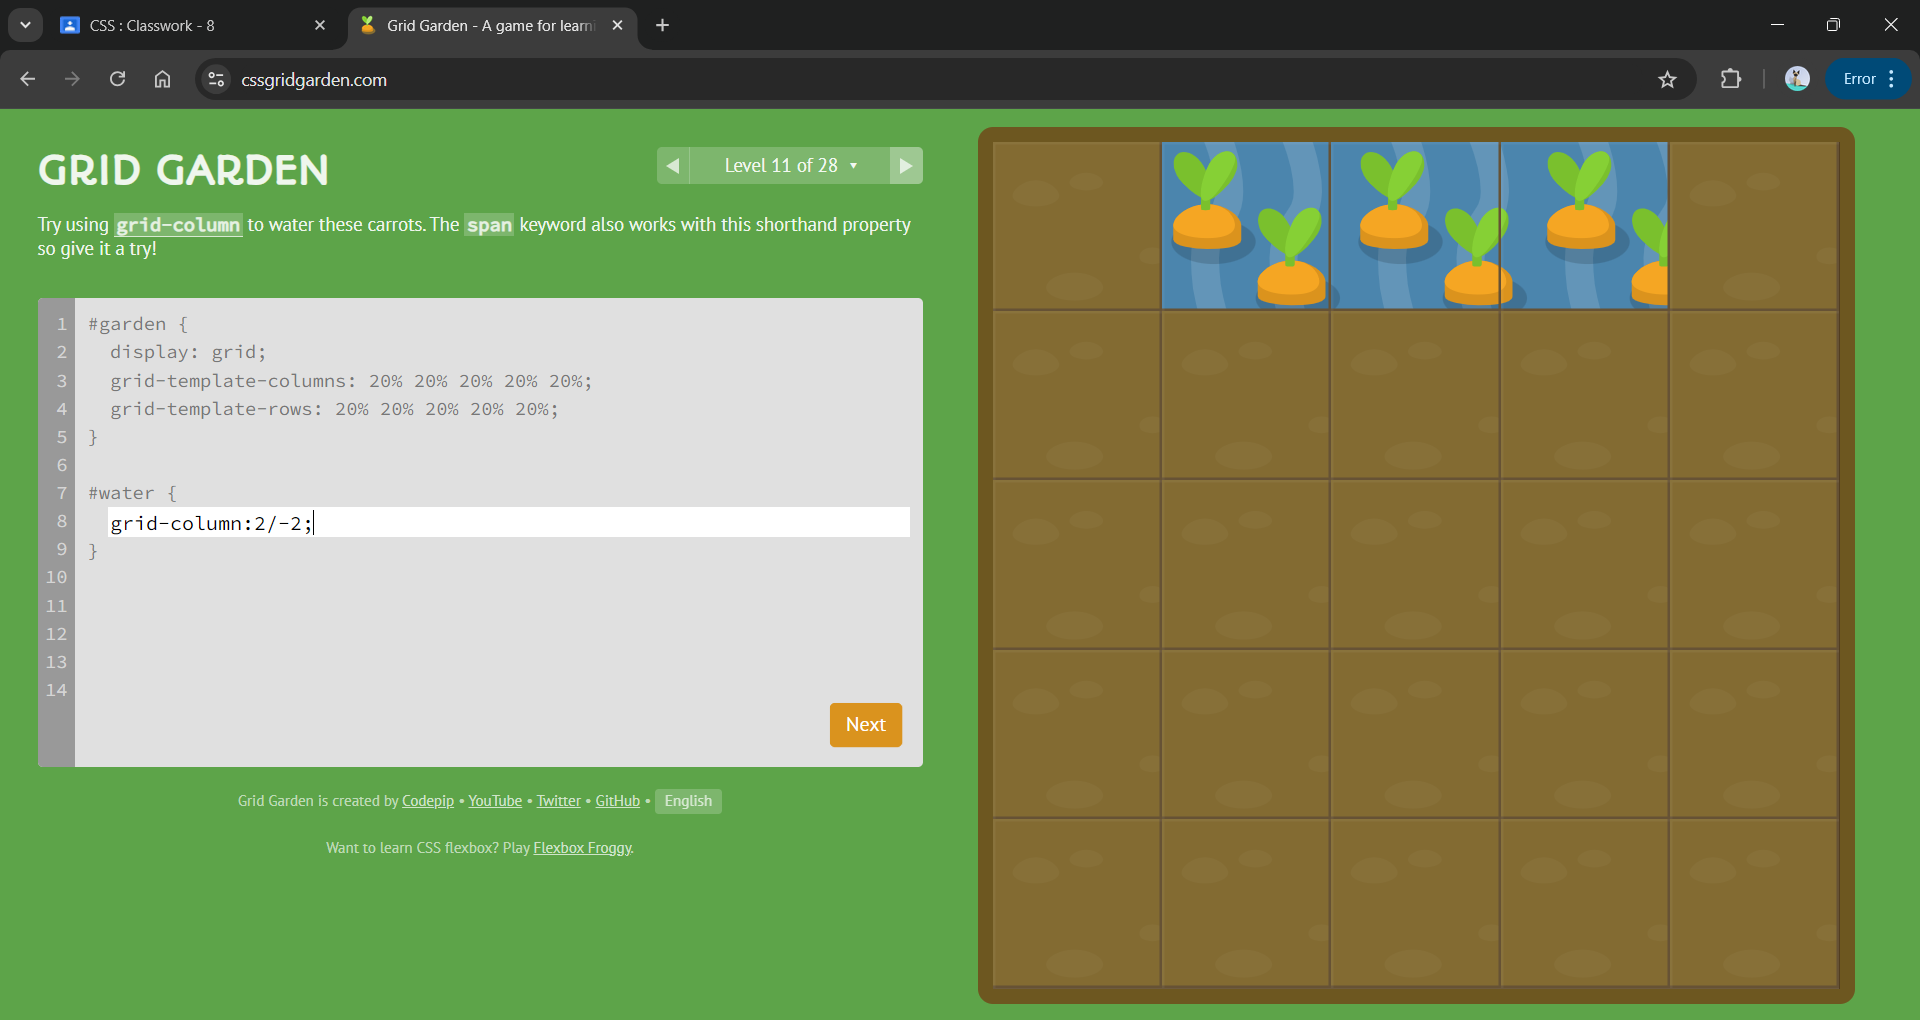 CSS : Classwork - 8
Grid Garden - A game for learni
cssgridgarden.com
Error
GRID GARDEN
Level 11 of 28
Try using grid-column to water these carrots. The span keyword also works with this shorthand property
so give it a try!
1 #garden {
2 display: grid;
3 grid-template-columns: 20% 20% 20% 20% 20%;
4 grid-template-rows: 20% 20% 20% 20% 20%;
5 }
6
7 #water {
8 grid-column:2/-2;
9 }
10
11
12
13
14
Next
Grid Garden is created by Codepip • YouTube • Twitter • GitHub • English
Want to learn CSS flexbox? Play Flexbox Froggy.